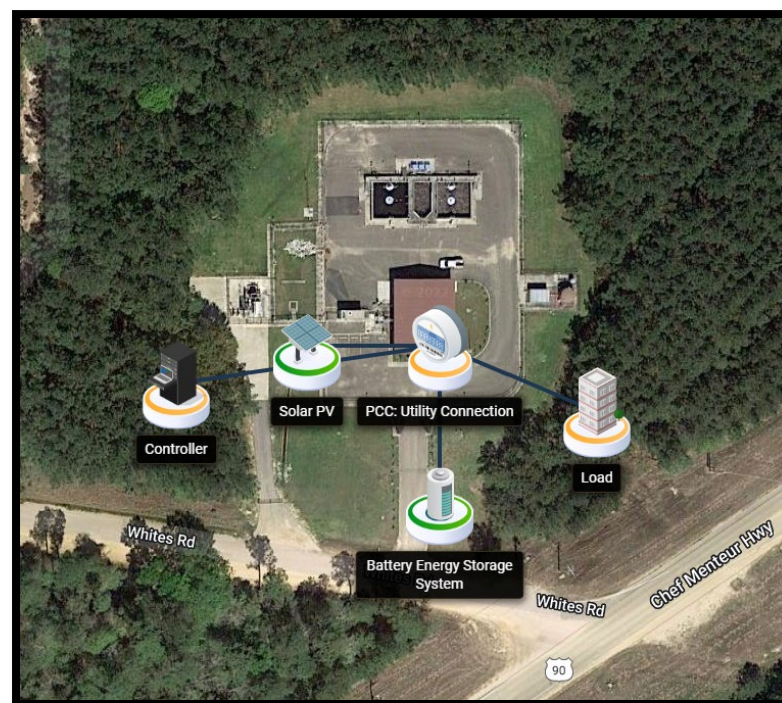 Solar PV
PCC: Utility Connection
Controller
Load
Battery Energy Storage
System
Whites Rd
Whites Rd
Chef Menteur Hwy
90